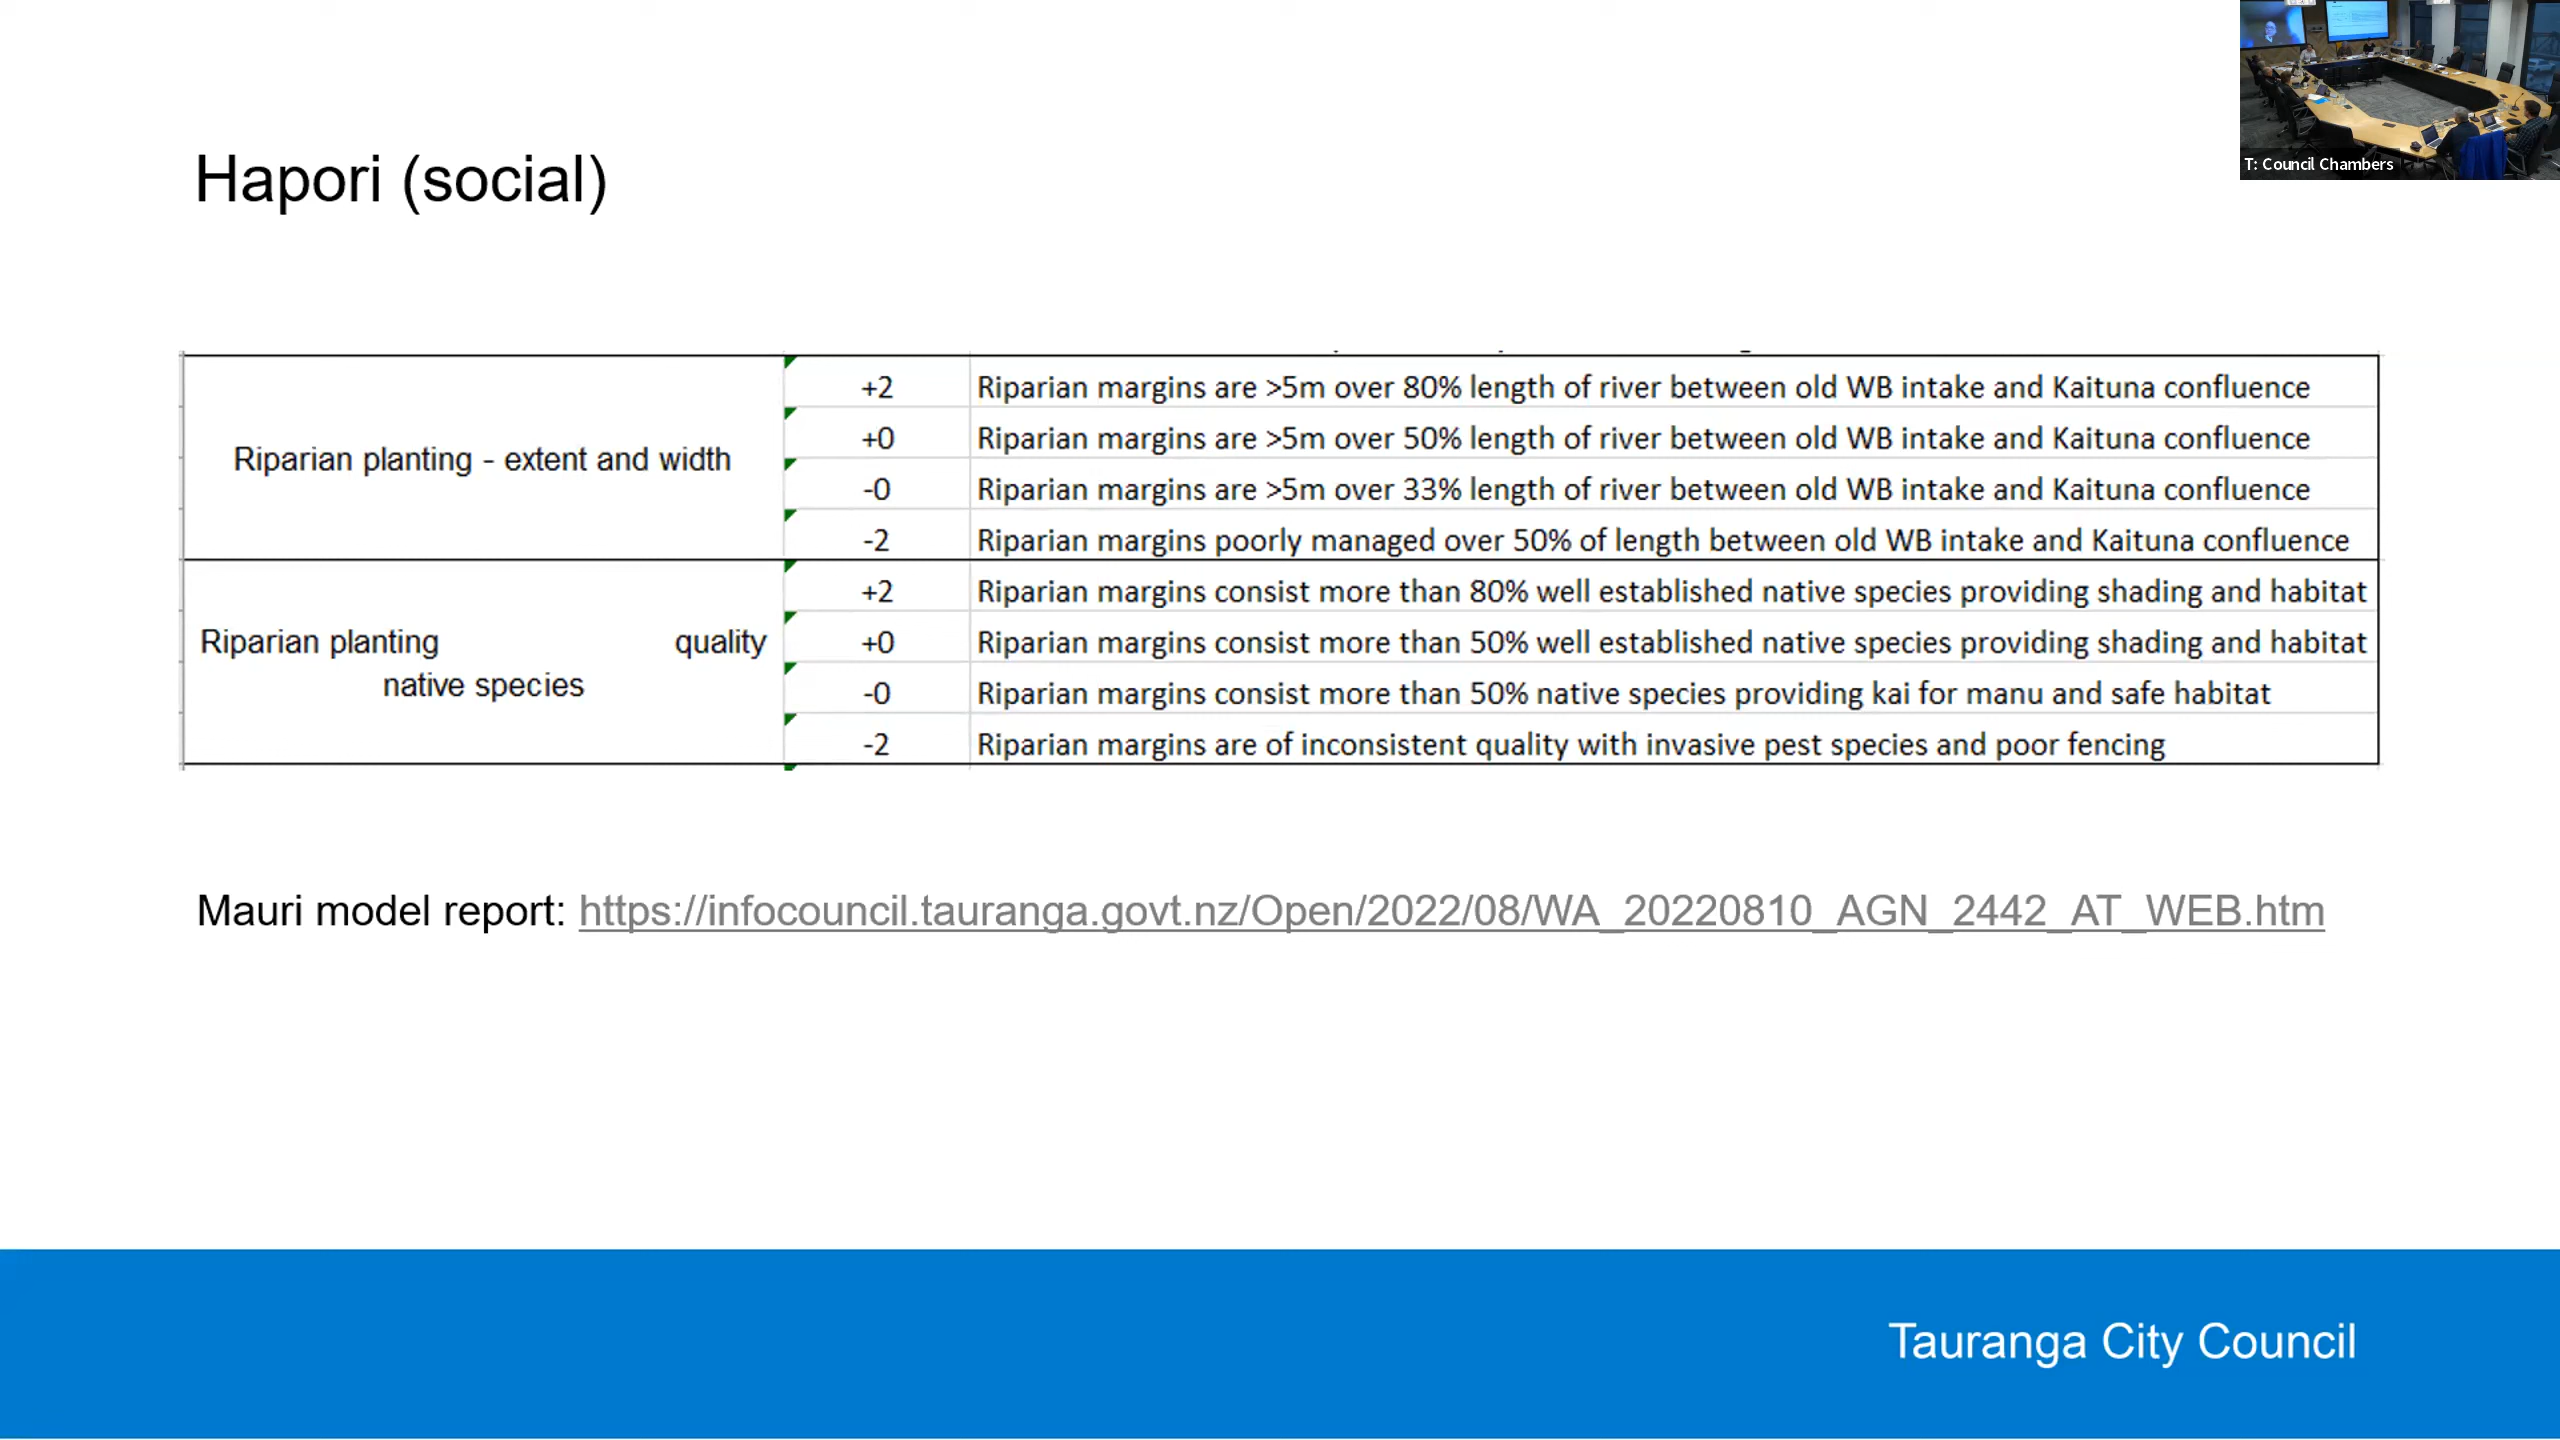 T: Council Chambers
Hapori (social)
Riparian planting - extent and width
+2 Riparian margins are >5m over 80% length of river between old WB intake and Kaituna confluence
+0 Riparian margins are >5m over 50% length of river between old WB intake and Kaituna confluence
-0 Riparian margins are >5m over 33% length of river between old WB intake and Kaituna confluence
-2 Riparian margins poorly managed over 50% of length between old WB intake and Kaituna confluence
Riparian planting quality
native species
+2 Riparian margins consist more than 80% well established native species providing shading and habitat
+0 Riparian margins consist more than 50% well established native species providing shading and habitat
-0 Riparian margins consist more than 50% native species providing kai for manu and safe habitat
-2 Riparian margins are of inconsistent quality with invasive pest species and poor fencing
Mauri model report: https://infocouncil.tauranga.govt.nz/Open/2022/08/WA_20220810_AGN_2442_AT_WEB.htm
Tauranga City Council